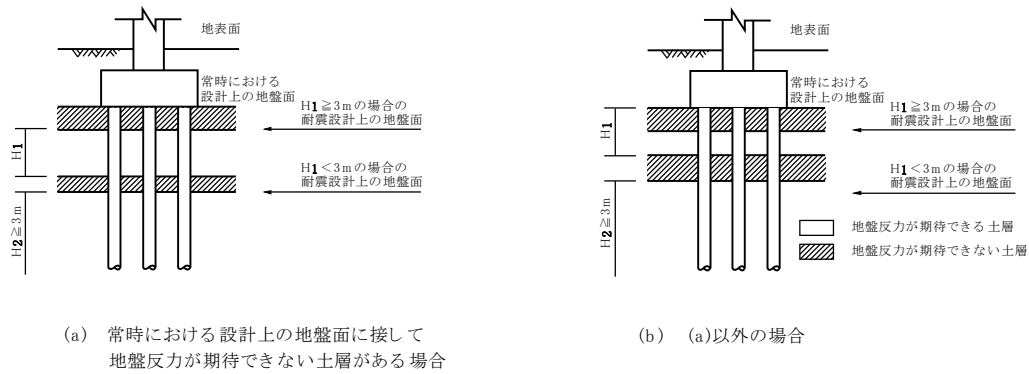 地表面
常時における
設計上の地盤面
H1≧3mの場合の
耐震設計上の地盤面
H1
H1<3mの場合の
耐震設計上の地盤面
H2≧3m
(a) 常時における設計上の地盤面に接して
地盤反力が期待できない土層がある場合
地表面
常時における
設計上の地盤面
H1≧3mの場合の
耐震設計上の地盤面
H1
H1<3mの場合の
耐震設計上の地盤面
H2≧3m
地盤反力が期待できる土層
地盤反力が期待できない土層
(b) (a)以外の場合